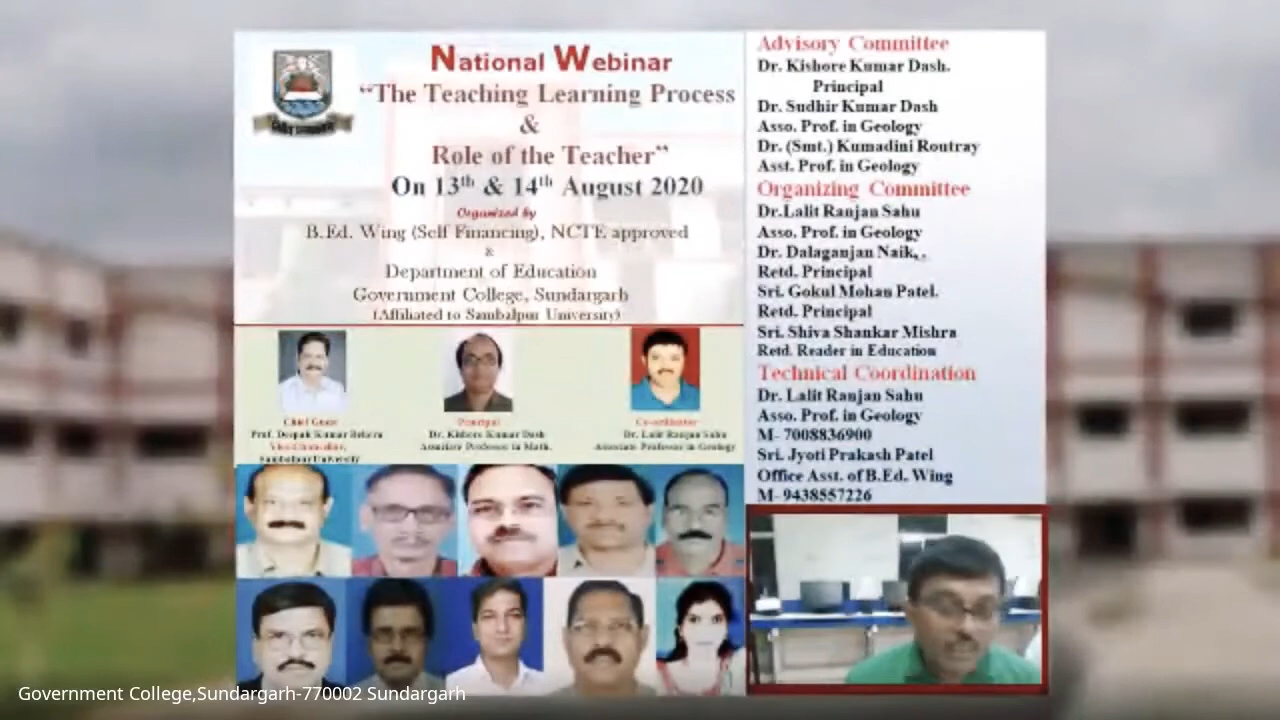 National Webinar
“The Teaching Learning Process
&
Role of the Teacher”
On 13th & 14th August 2020
Organized by
B.Ed. Wing (Self Financing), NCTE approved
&
Department of Education
Government College, Sundargarh
(Affiliated to Sambalpur University)
Chief Guest
Prof. Deepak Kumar Behera
Vice-Chancellor,
Sambalpur University
Principal
Dr. Kishore Kumar Dash
Associate Professor in Math.
Co-ordinator
Dr. Lalit Ranjan Sahu
Associate Professor in Geology
Advisory Committee
Dr. Kishore Kumar Dash.
Principal
Dr. Sudhir Kumar Dash
Asso. Prof. in Geology
Dr. (Smt.) Kumadini Routray
Asst. Prof. in Geology
Organizing Committee
Dr.Lalit Ranjan Sahu
Asso. Prof. in Geology
Dr. Dalaganjan Naik, .
Retd. Principal
Sri. Gokul Mohan Patel.
Retd. Principal
Sri. Shiva Shankar Mishra
Retd. Reader in Education
Technical Coordination
Dr. Lalit Ranjan Sahu
Asso. Prof. in Geology
M- 7008836900
Sri. Jyoti Prakash Patel
Office Asst. of B.Ed. Wing
M- 9438557226
Government College,Sundargarh-770002 Sundargarh